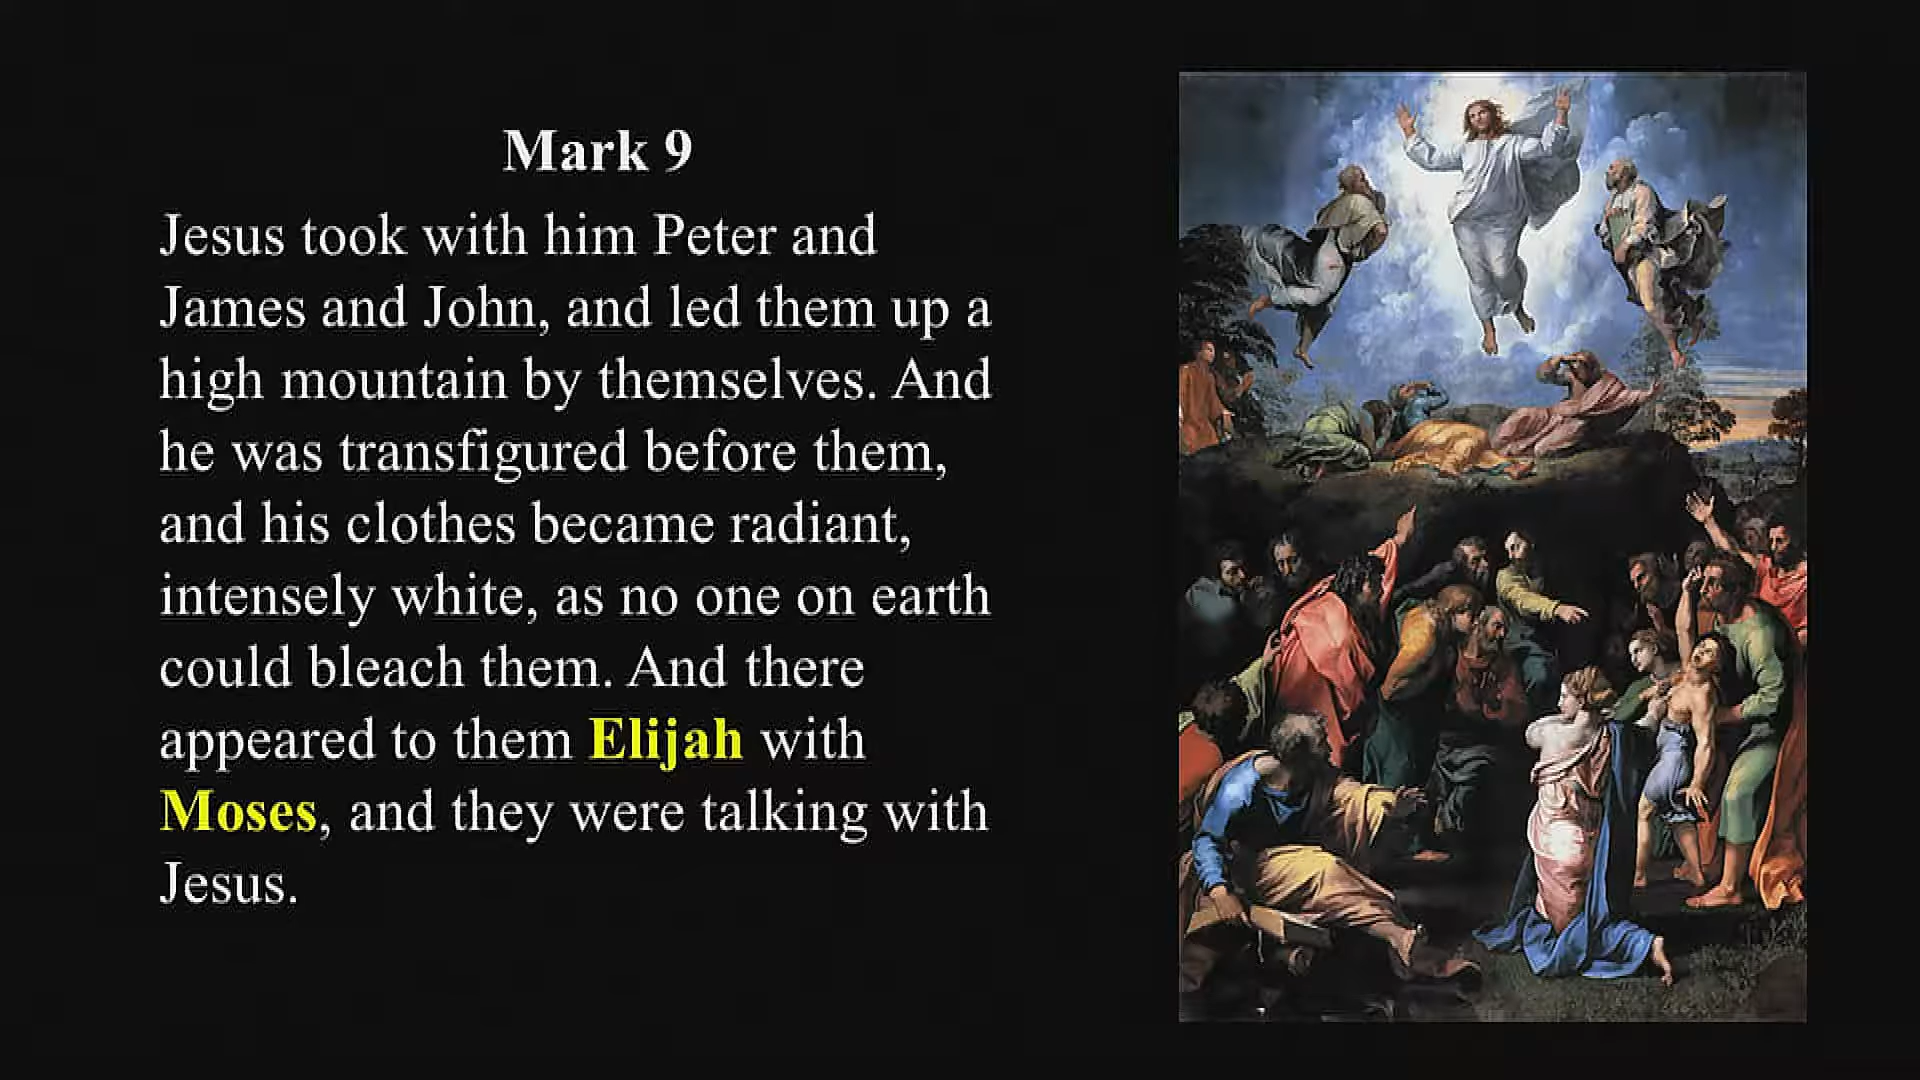 Mark 9
Jesus took with him Peter and
James and John, and led them up a
high mountain by themselves. And
he was transfigured before them,
and his clothes became radiant,
intensely white, as no one on earth
could bleach them. And there
appeared to them Elijah with
Moses, and they were talking with
Jesus.